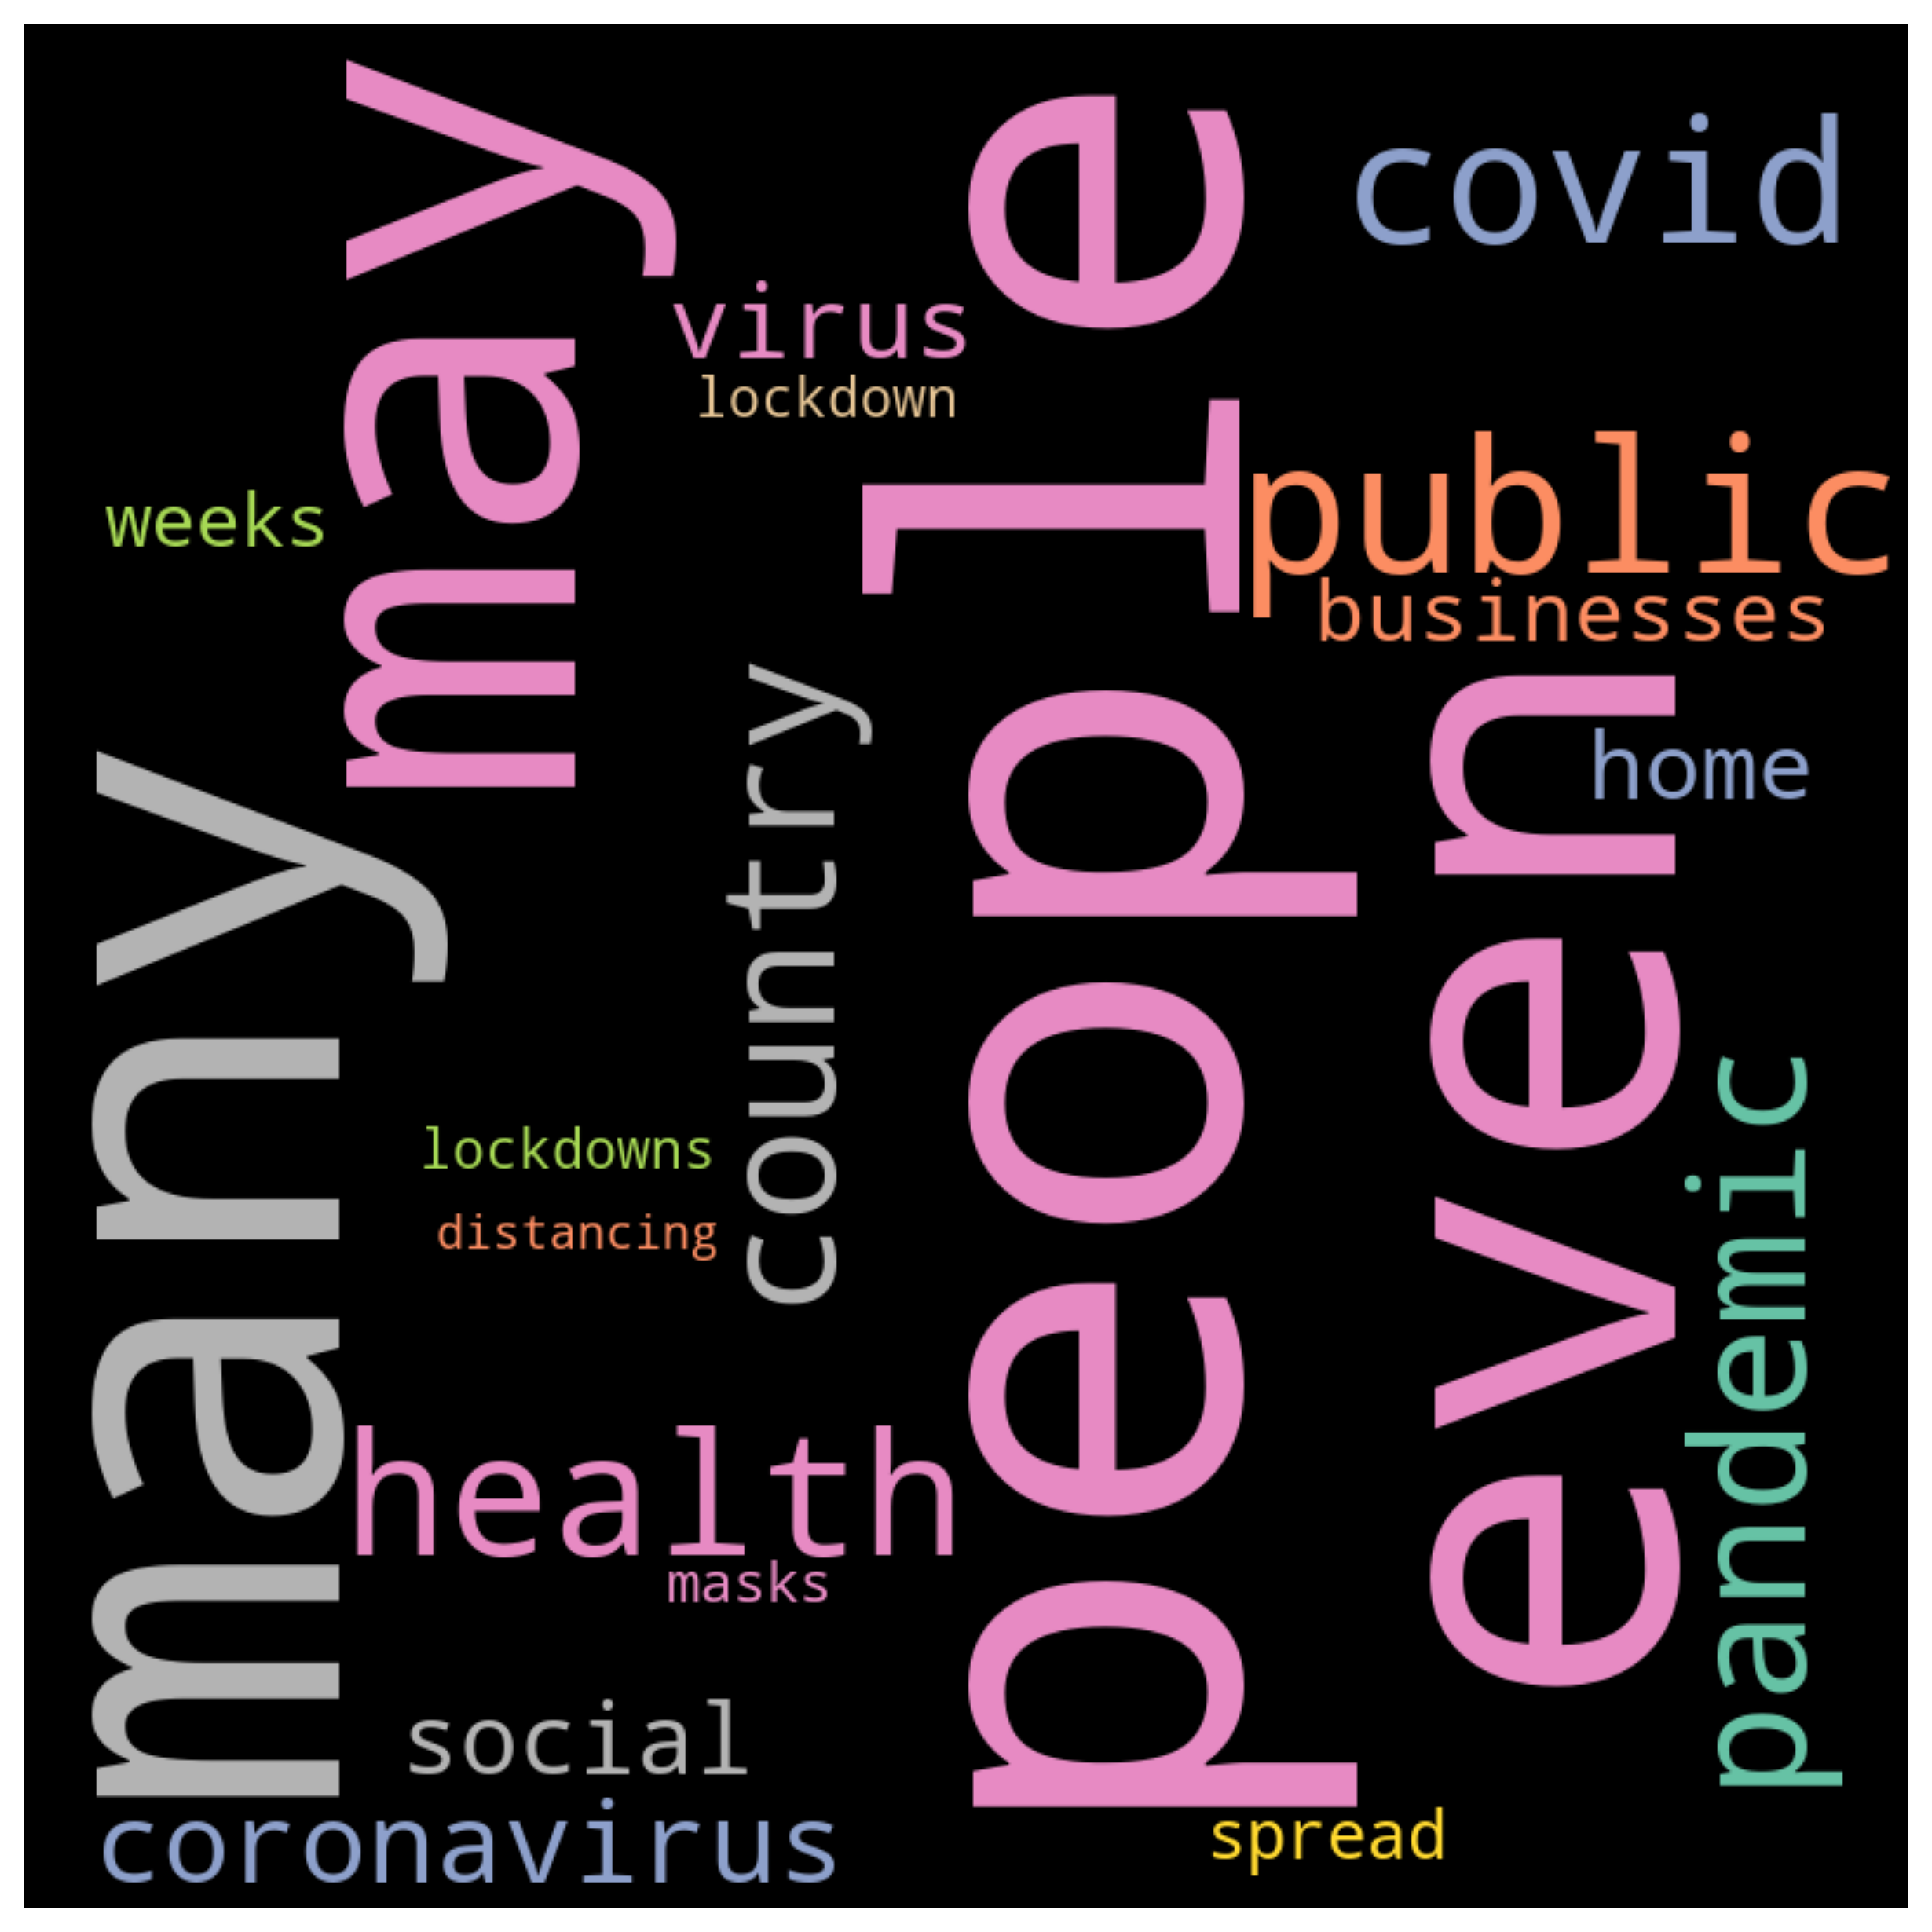 may
people
covid
virus
lockdown
public
weeks
businesses
country
even
home
many
pandemic
lockdowns
distancing
health
masks
social
coronavirus
spread